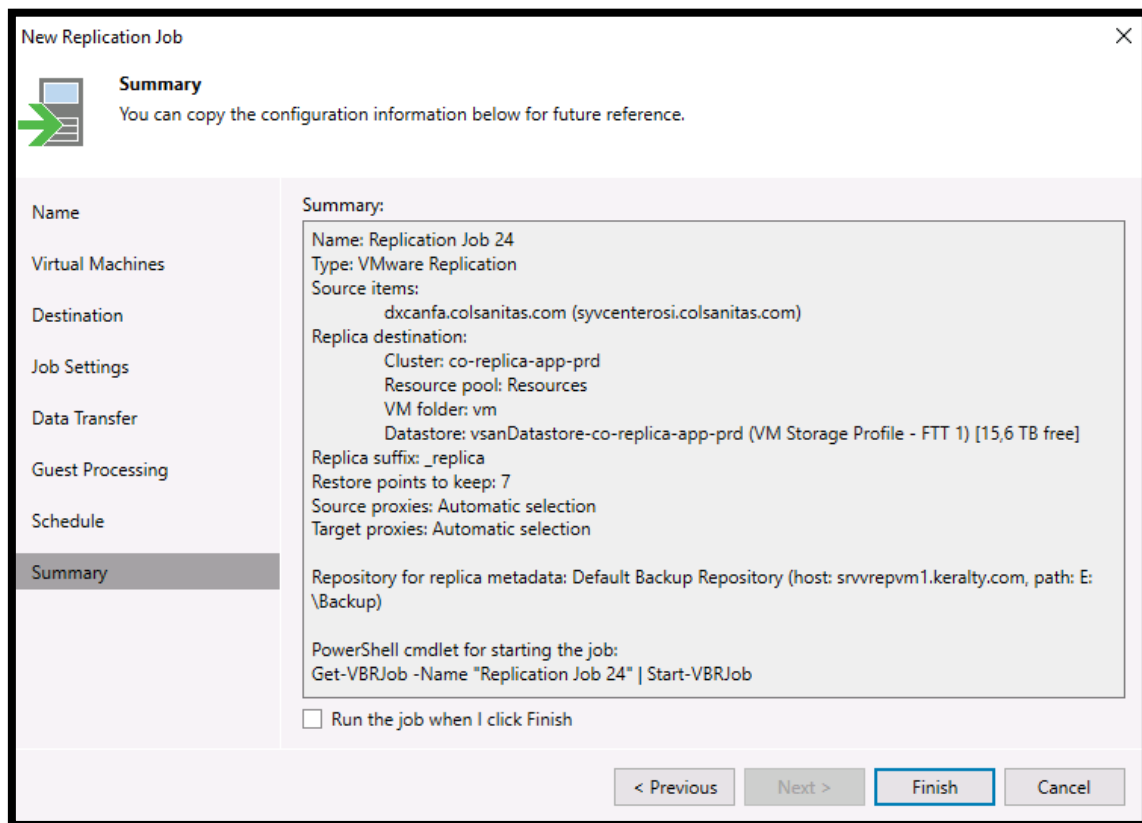 New Replication Job
Summary
You can copy the configuration information below for future reference.
Name
Virtual Machines
Destination
Job Settings
Data Transfer
Guest Processing
Schedule
Summary
Summary:
Name: Replication Job 24
Type: VMware Replication
Source items:
dxcanfa.colsanitas.com (syvcenterosi.colsanitas.com)
Replica destination:
Cluster: co-replica-app-prd
Resource pool: Resources
VM folder: vm
Datastore: vsanDatastore-co-replica-app-prd (VM Storage Profile - FTT 1) [15,6 TB free]
Replica suffix: _replica
Restore points to keep: 7
Source proxies: Automatic selection
Target proxies: Automatic selection
Repository for replica metadata: Default Backup Repository (host: srvvrepvm1.keralty.com, path: E:
\Backup)
PowerShell cmdlet for starting the job:
Get-VBRJob -Name "Replication Job 24" | Start-VBRJob
Run the job when I click Finish
< Previous
Next >
Finish
Cancel